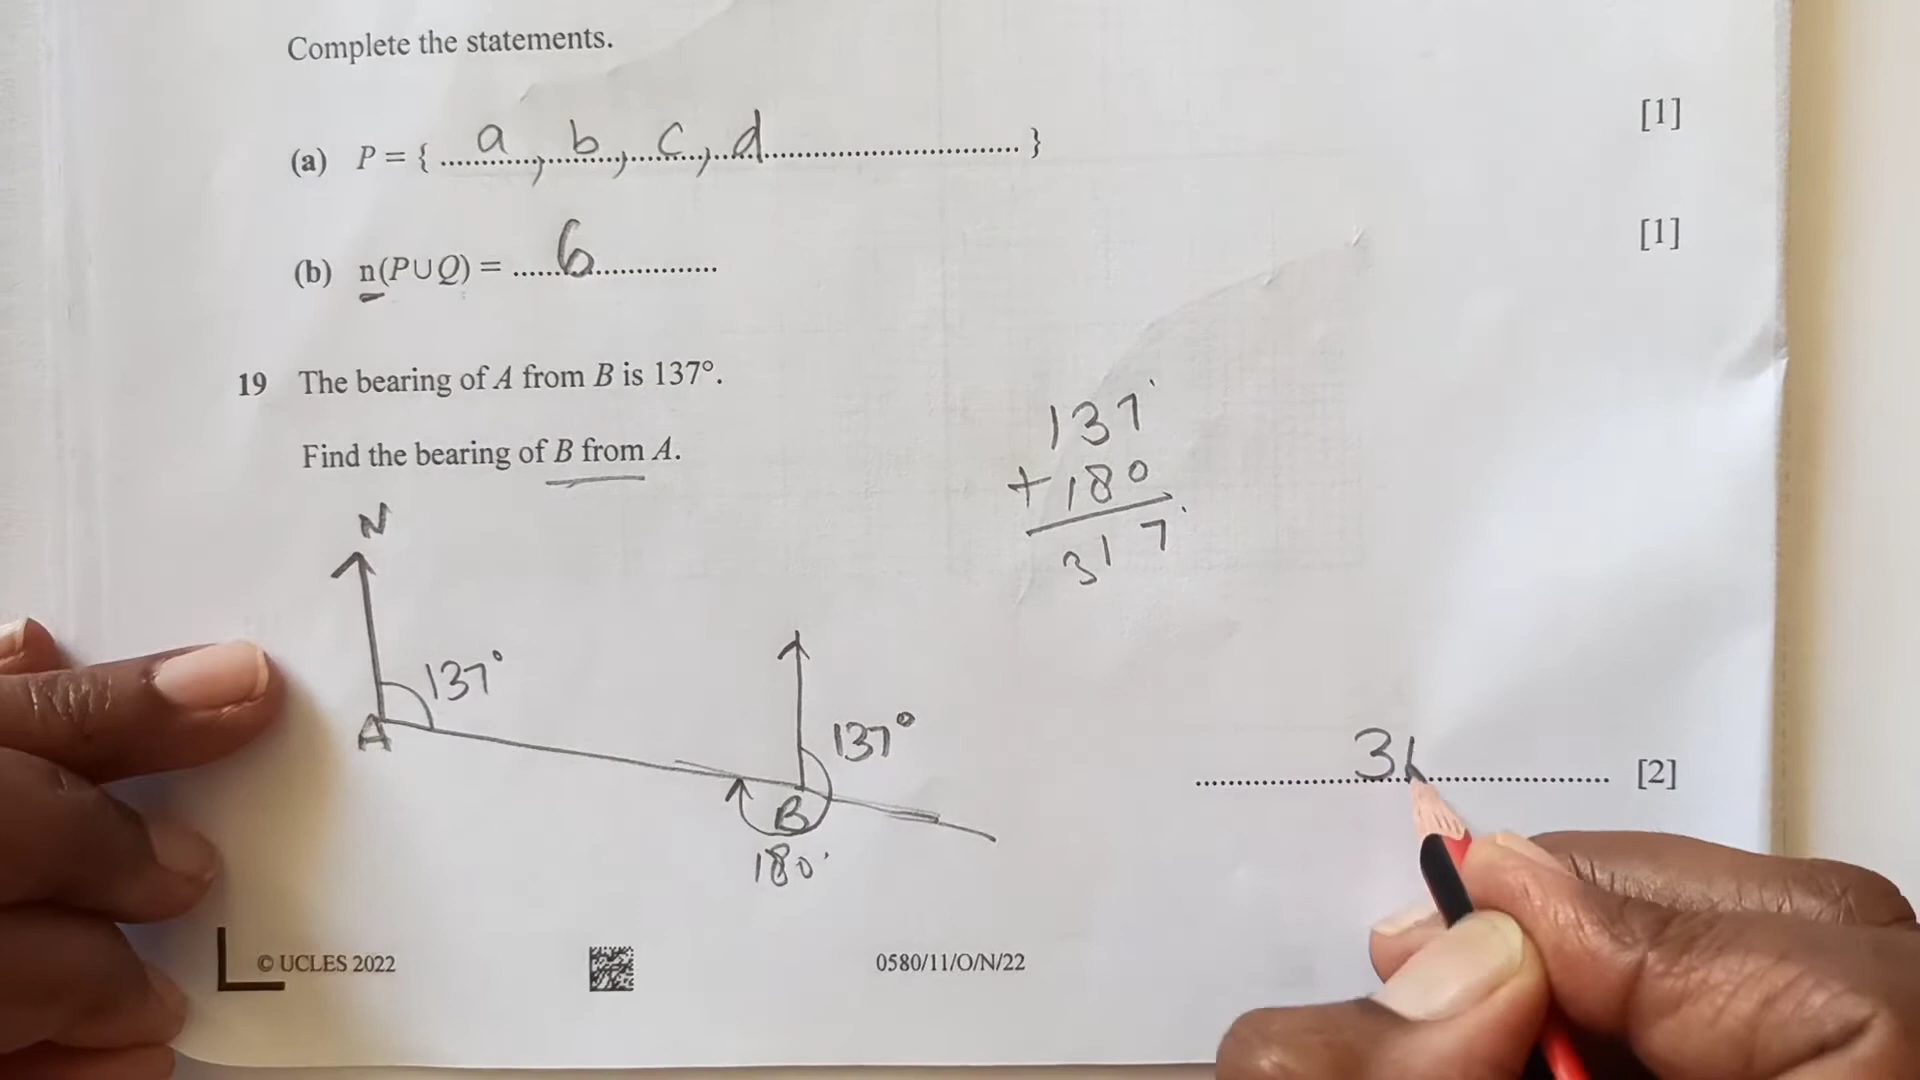 Complete the statements.
(a) P = { a, b, c, d } [1]
(b) n(P∪Q) = 6 [1]
19 The bearing of A from B is 137°.
Find the bearing of B from A.
137°
+ 180
317°
N
137°
A
137°
B
180°
31 [2]
© UCLES 2022
0580/11/O/N/22